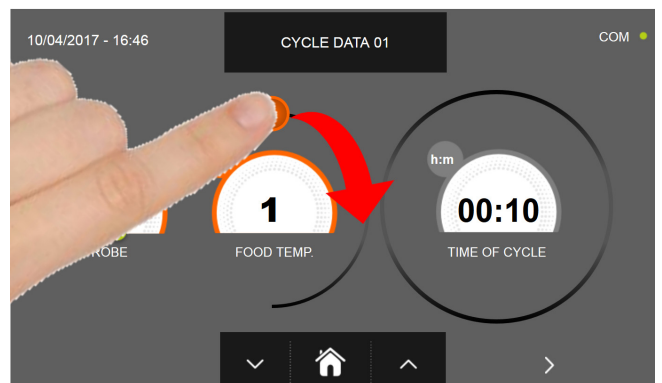 10/04/2017 - 16:46
CYCLE DATA 01
COM
h:m
1
00:10
FOOD TEMP.
TIME OF CYCLE